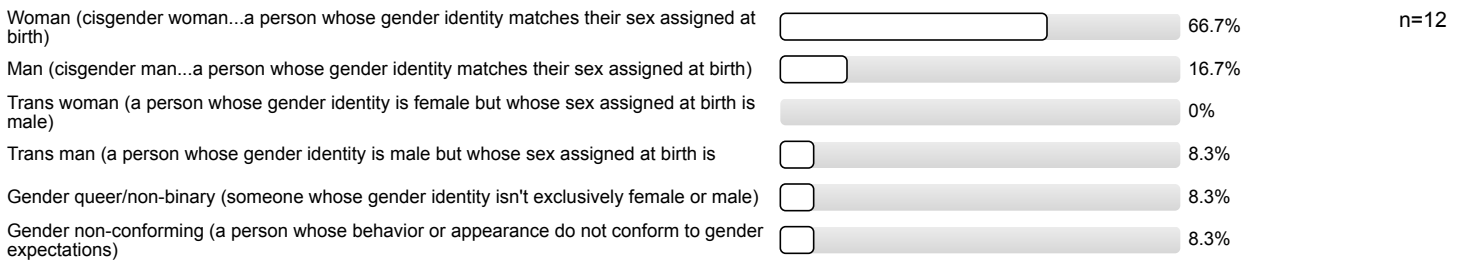 Woman (cisgender woman...a person whose gender identity matches their sex assigned at
birth)
66.7%
n=12
Man (cisgender man...a person whose gender identity matches their sex assigned at birth)
16.7%
Trans woman (a person whose gender identity is female but whose sex assigned at birth is
male)
0%
Trans man (a person whose gender identity is male but whose sex assigned at birth is
8.3%
Gender queer/non-binary (someone whose gender identity isn't exclusively female or male)
8.3%
Gender non-conforming (a person whose behavior or appearance do not conform to gender
expectations)
8.3%